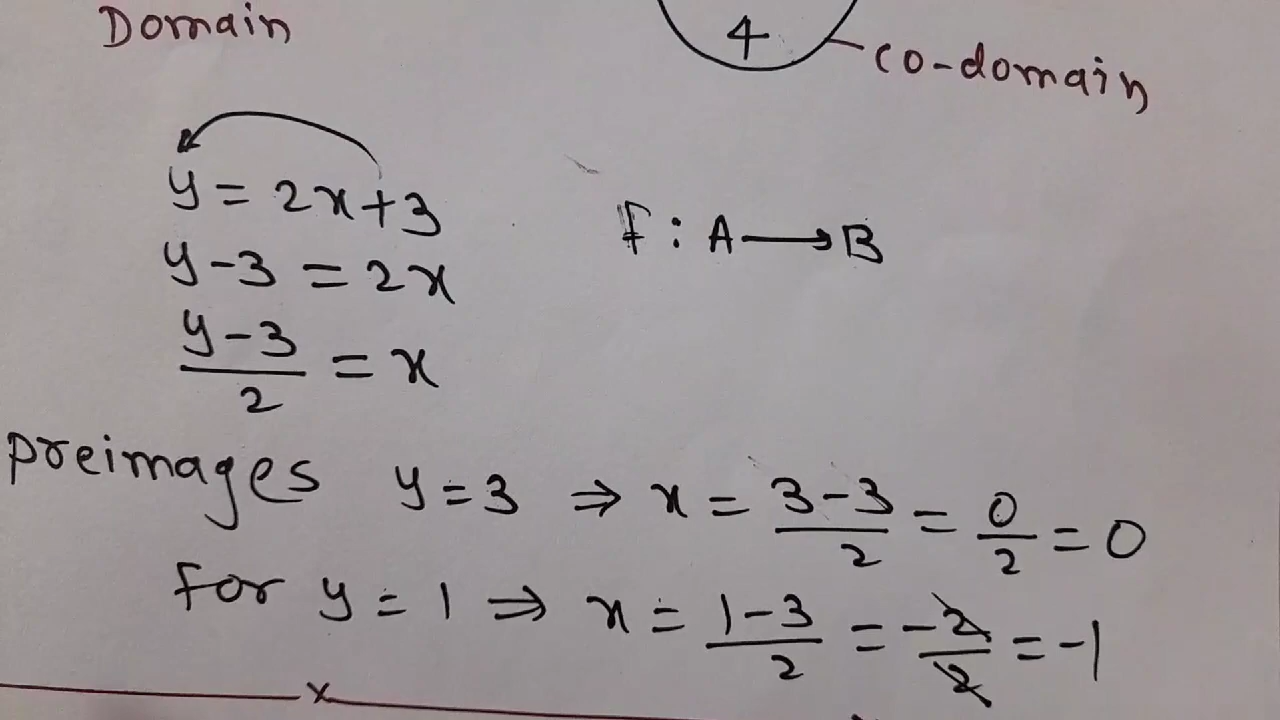 Domain
4
co-domain
y = 2x+3
F : A → B
y-3 = 2x
y-3/2 = x
Preimages y=3 ⇒ x = 3-3/2 = 0/2 = 0
For y = 1 ⇒ x = 1-3/2 = -2/2 = -1
x